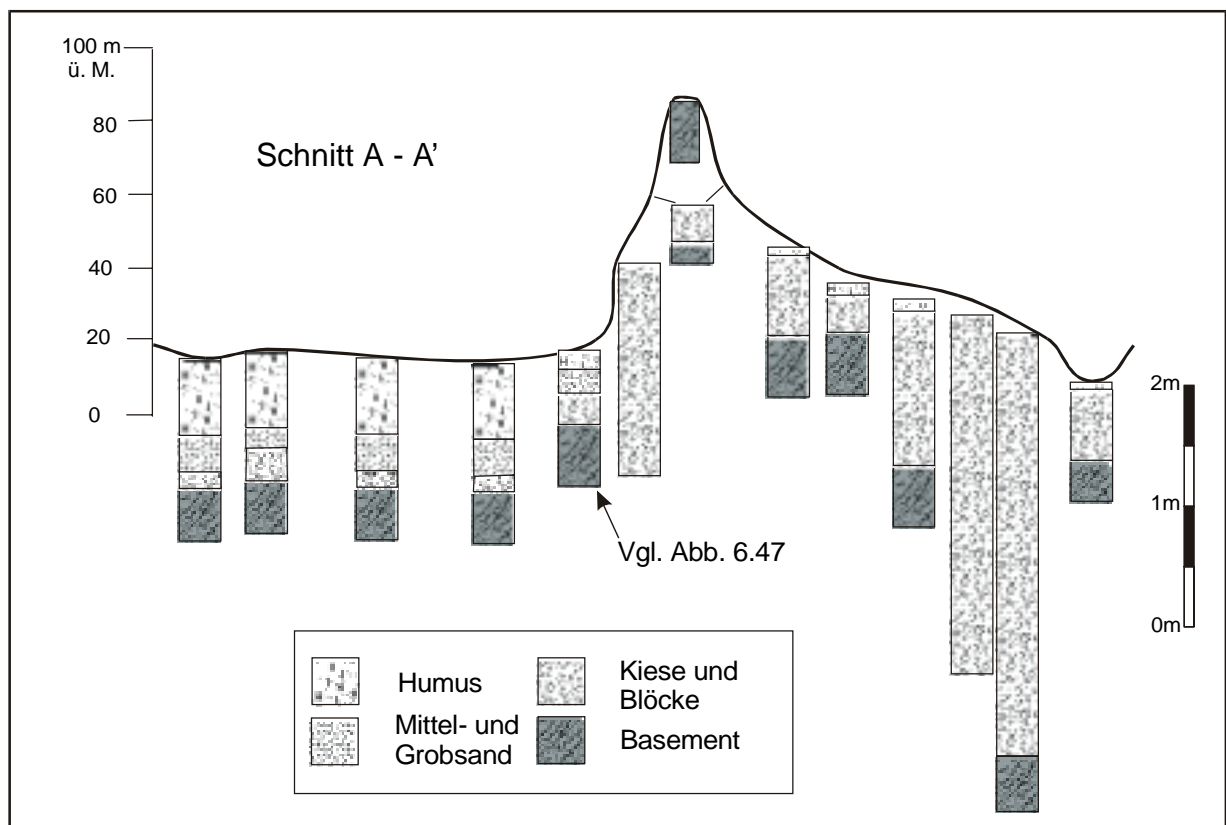 100 m
ü. M.
80
60
40
20
0
Schnitt A - A'
Vgl. Abb. 6.47
2m
1m
0m
Humus
Kiese und
Blöcke
Mittel- und
Grobsand
Basement